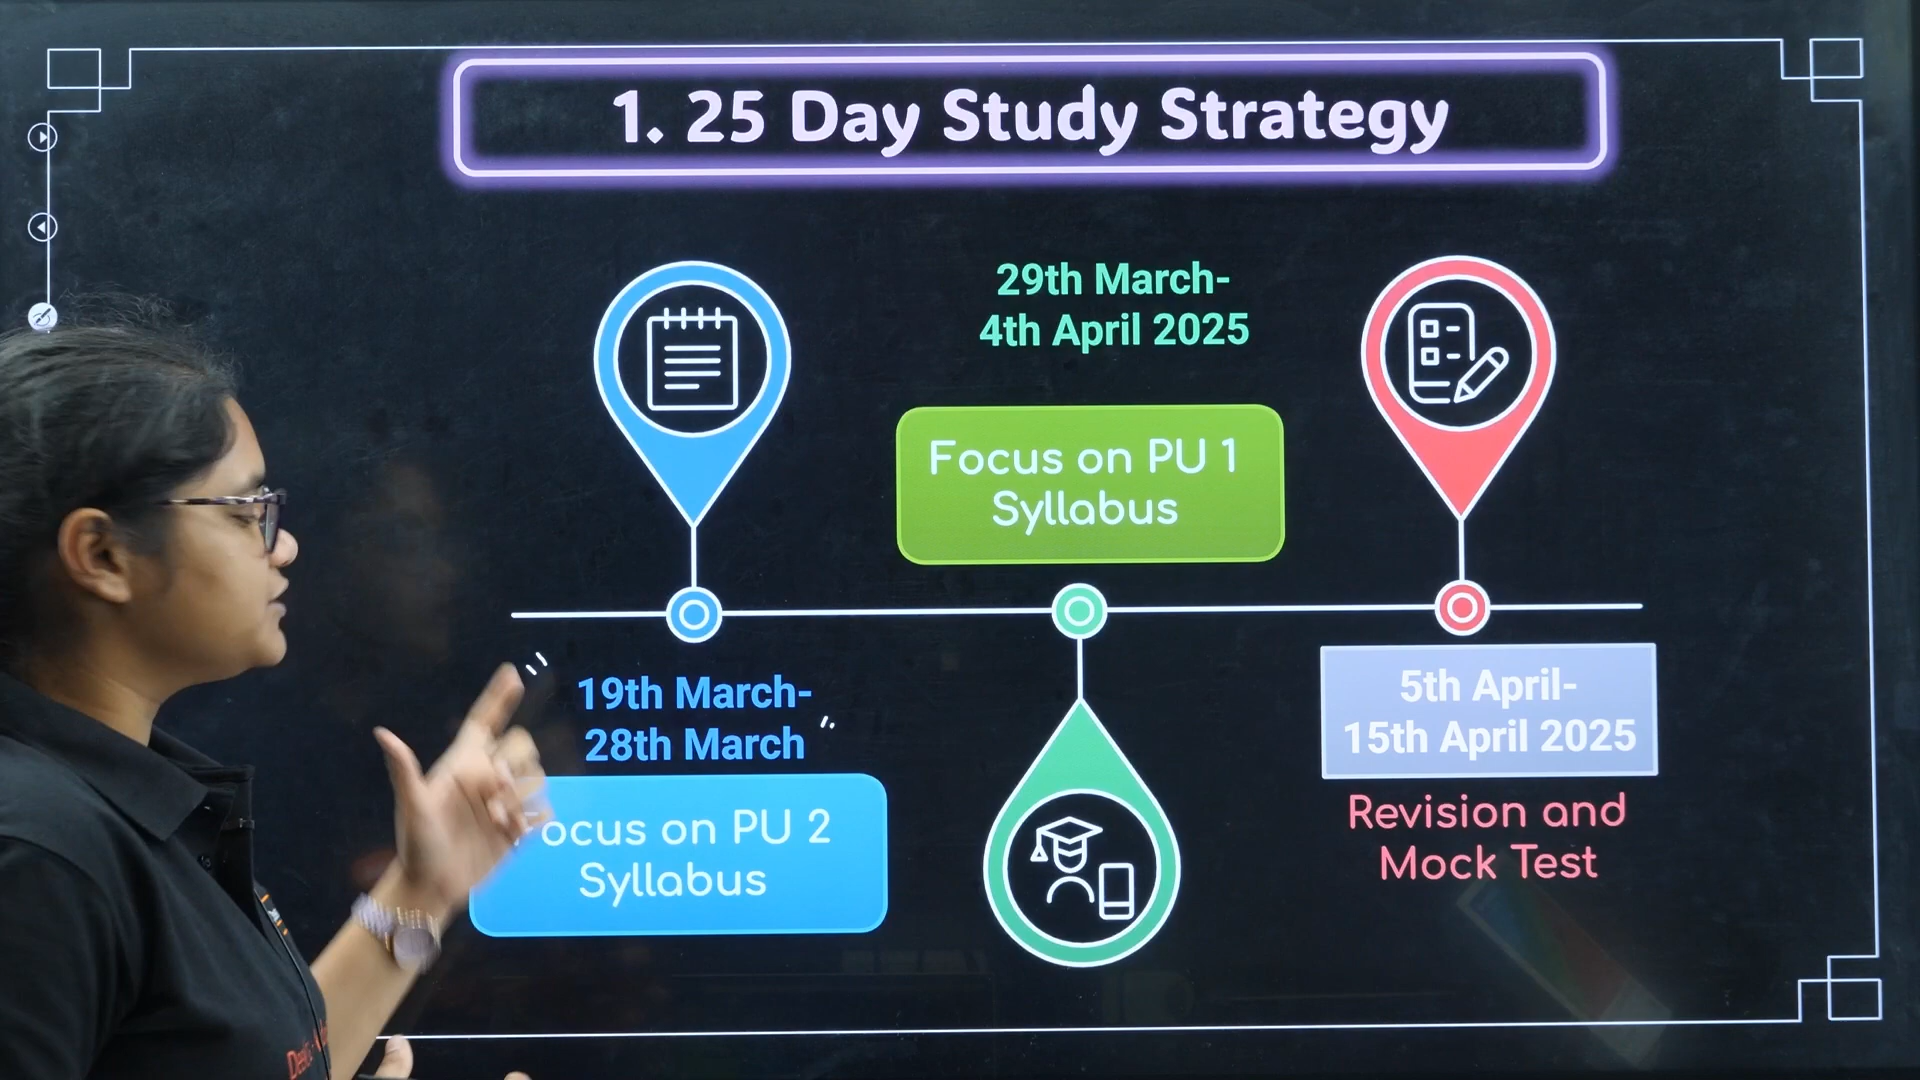 1. 25 Day Study Strategy
29th March-
4th April 2025
Focus on PU 1
Syllabus
19th March-
28th March
Focus on PU 2
Syllabus
5th April-
15th April 2025
Revision and
Mock Test